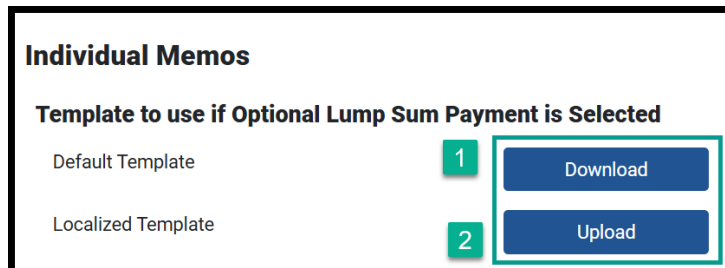 Individual Memos
Template to use if Optional Lump Sum Payment is Selected
Default Template 1 Download
Localized Template 2 Upload